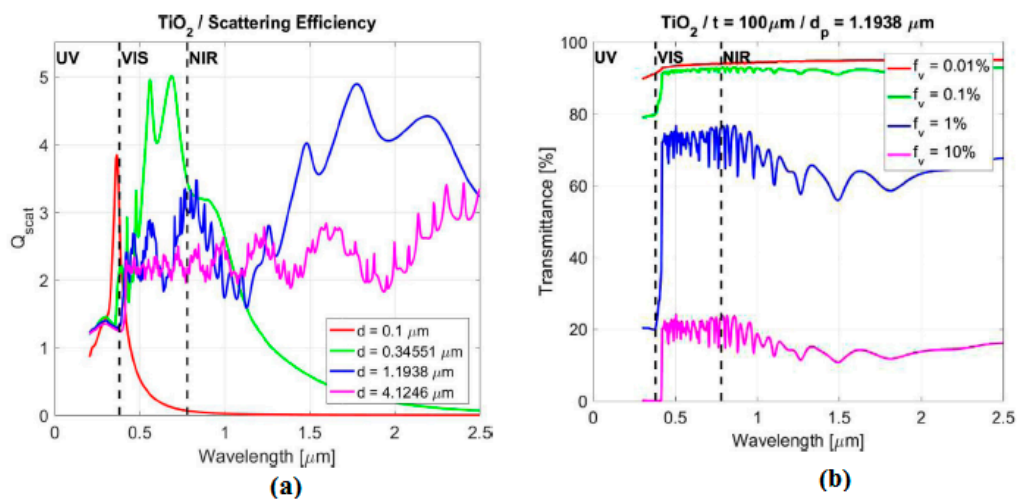 TiO2 / Scattering Efficiency
UV
VIS
NIR
5
4
3
2
1
0
Qscat
d = 0.1 μm
d = 0.34551 μm
d = 1.1938 μm
d = 4.1246 μm
0
0.5
1
1.5
2
2.5
Wavelength [μm]
(a)
TiO2 / t = 100μm / dp = 1.1938 μm
UV
VIS
NIR
100
80
60
40
20
0
Transmittance [%]
fv = 0.01%
fv = 0.1%
fv = 1%
fv = 10%
0
0.5
1
1.5
2
2.5
Wavelength [μm]
(b)